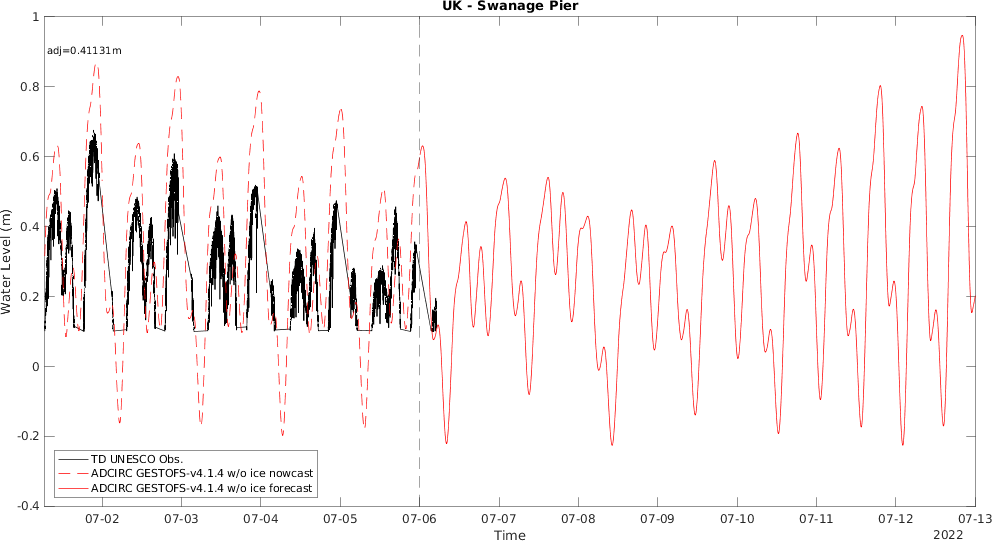 UK - Swanage Pier
adj=0.41131m
Water Level (m)
1
0.8
0.6
0.4
0.2
0
-0.2
-0.4
TD UNESCO Obs.
ADCIRC GESTOFS-v4.1.4 w/o ice nowcast
ADCIRC GESTOFS-v4.1.4 w/o ice forecast
07-02 07-03 07-04 07-05 07-06 07-07 07-08 07-09 07-10 07-11 07-12 07-13
Time
2022